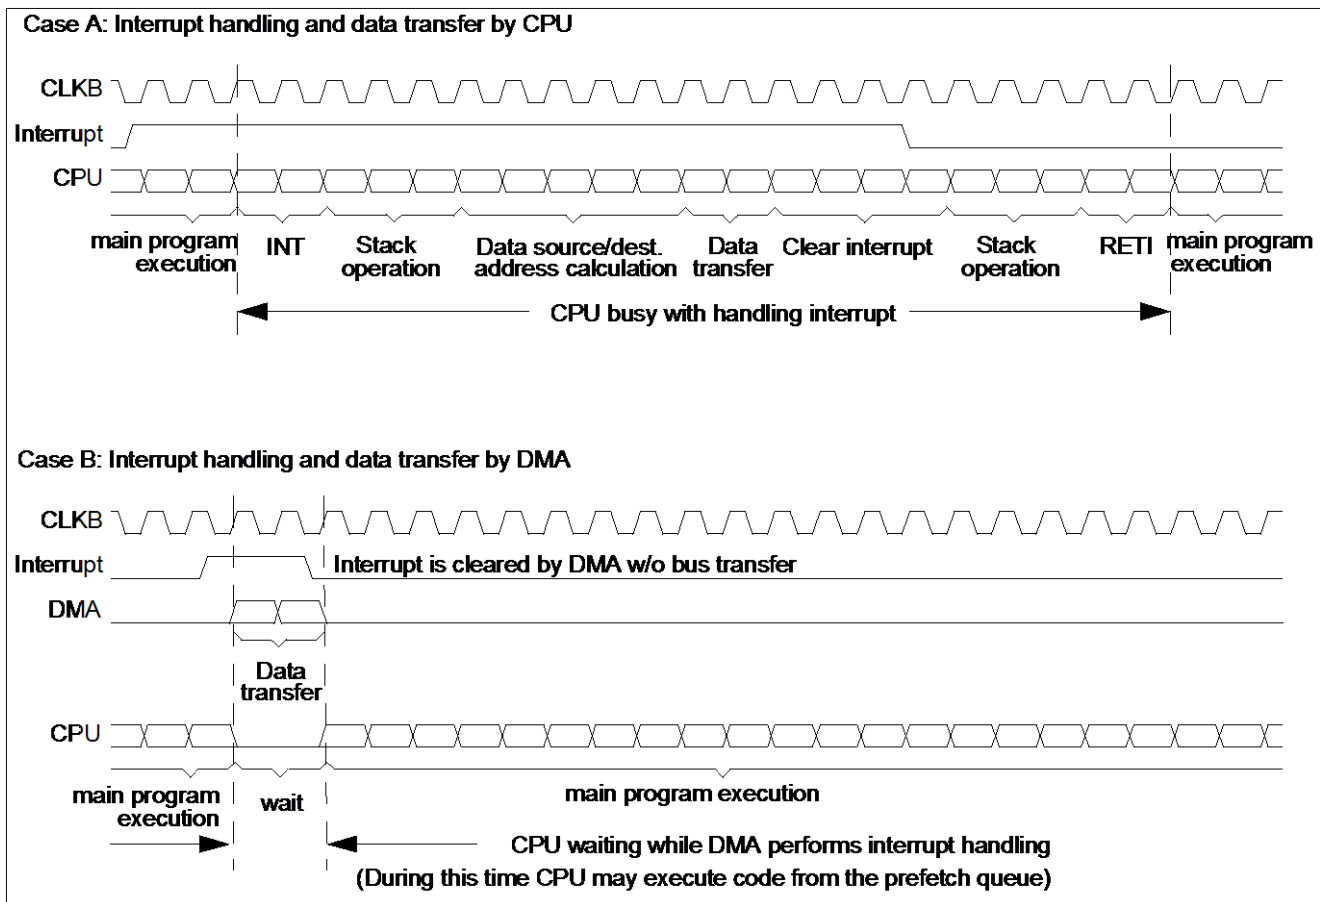 Case A: Interrupt handling and data transfer by CPU
CLKB
Interrupt
CPU
main program
execution
INT
Stack
operation
Data source/dest.
address calculation
Data
transfer
Clear interrupt
Stack
operation
RETI
main program
execution
CPU busy with handling interrupt
Case B: Interrupt handling and data transfer by DMA
CLKB
Interrupt
Interrupt is cleared by DMA w/o bus transfer
DMA
Data
transfer
CPU
main program
execution
wait
main program execution
CPU waiting while DMA performs interrupt handling
(During this time CPU may execute code from the prefetch queue)